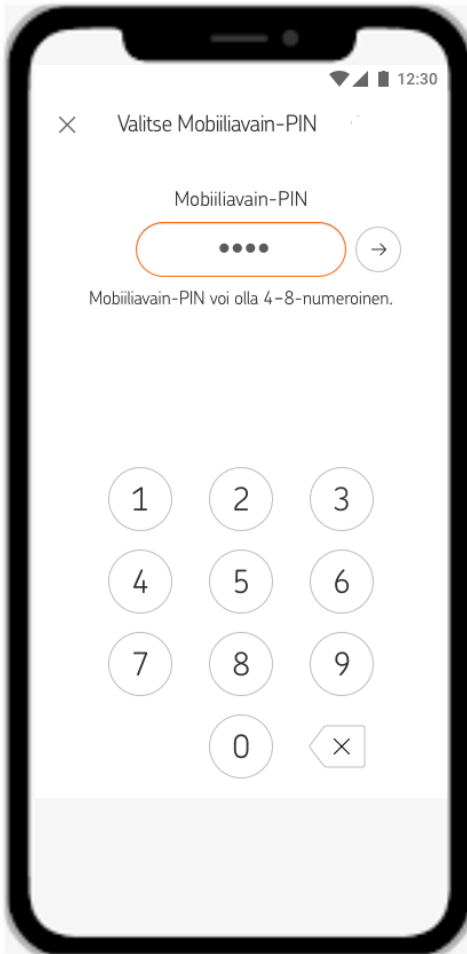 12:30
Valitse Mobiiliavain-PIN
Mobiiliavain-PIN
••••
Mobiiliavain-PIN voi olla 4-8-numeroinen.
1 2 3
4 5 6
7 8 9
0